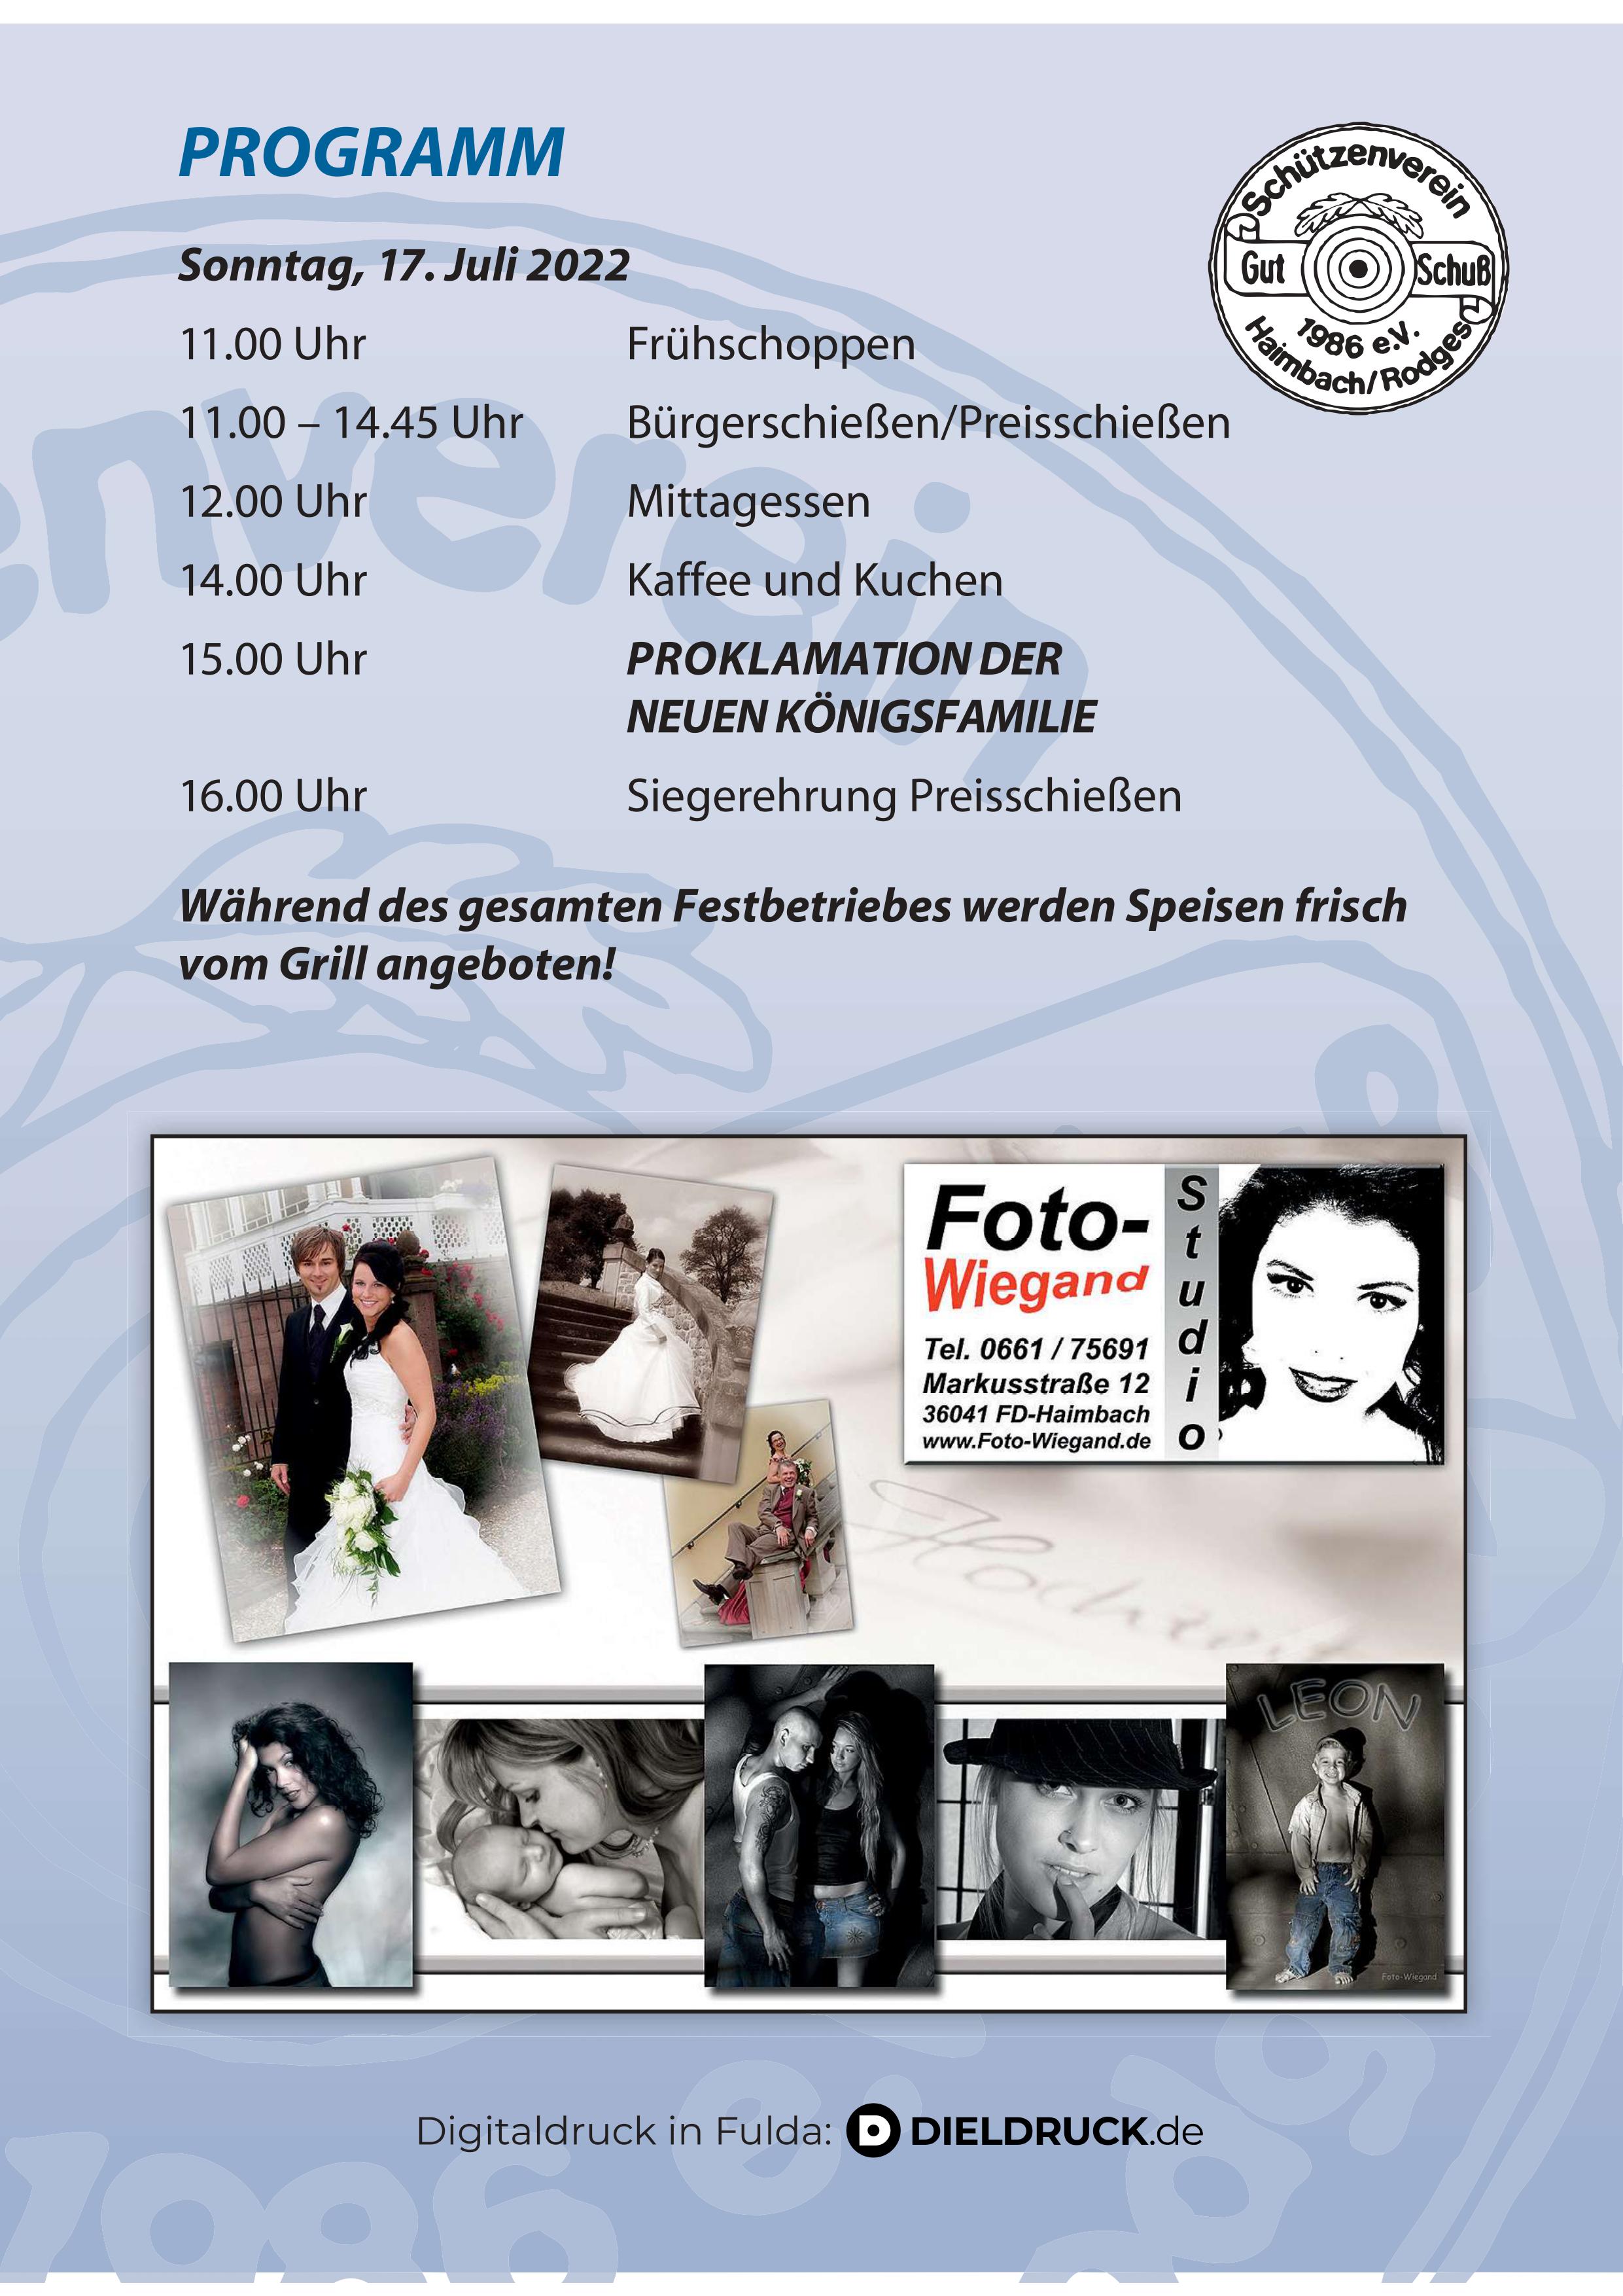 PROGRAMM
Schützenverein
Gut Schuß
1986 e.V.
Haimbach/Rodges
Sonntag, 17. Juli 2022
11.00 Uhr Frühschoppen
11.00 – 14.45 Uhr Bürgerschießen/Preisschießen
12.00 Uhr Mittagessen
14.00 Uhr Kaffee und Kuchen
15.00 Uhr PROKLAMATION DER
NEUEN KÖNIGSFAMILIE
16.00 Uhr Siegerehrung Preisschießen
Während des gesamten Festbetriebes werden Speisen frisch
vom Grill angeboten!
Foto-
Wiegand
Tel. 0661 / 75691
Markusstraße 12
36041 FD-Haimbach
www.Foto-Wiegand.de
Studio
LEON
Foto-Wiegand
Digitaldruck in Fulda: D DIELDRUCK.de
enverein
1986 e.